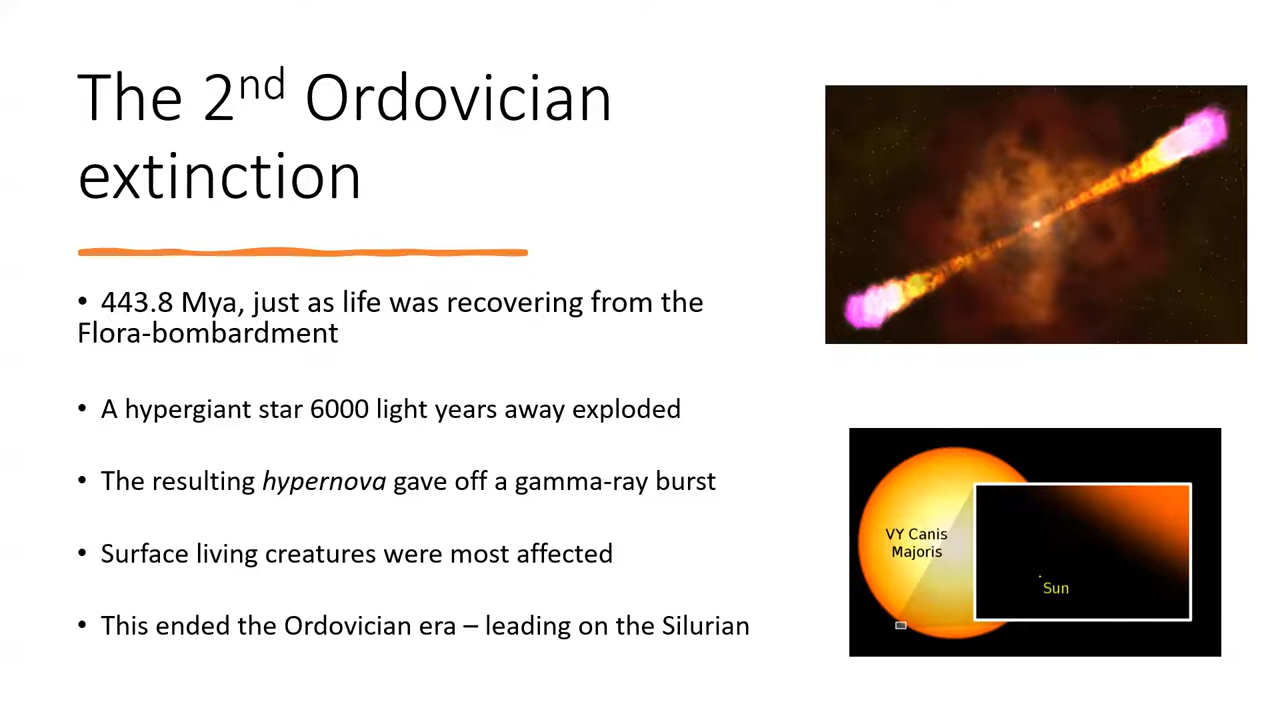 The 2nd Ordovician
extinction
• 443.8 Mya, just as life was recovering from the
Flora-bombardment
• A hypergiant star 6000 light years away exploded
• The resulting hypernova gave off a gamma-ray burst
• Surface living creatures were most affected
• This ended the Ordovician era – leading on the Silurian
VY Canis
Majoris
Sun